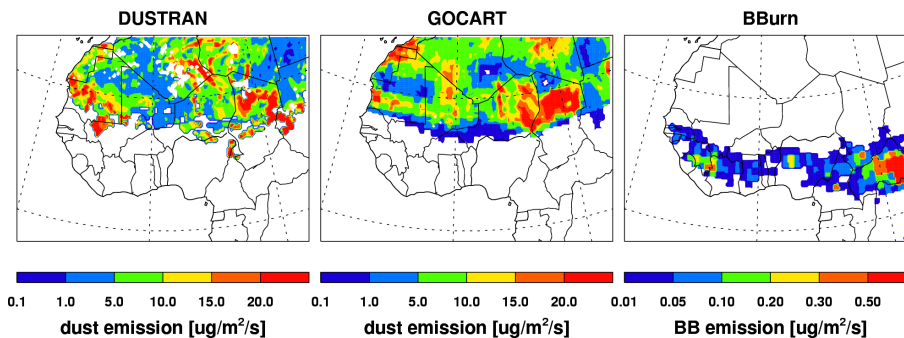 DUSTRAN GOCART BBurn
0.1 1.0 5.0 10.0 15.0 20.0 0.1 1.0 5.0 10.0 15.0 20.0 0.01 0.05 0.10 0.20 0.30 0.50
dust emission [ug/m²/s] dust emission [ug/m²/s] BB emission [ug/m²/s]